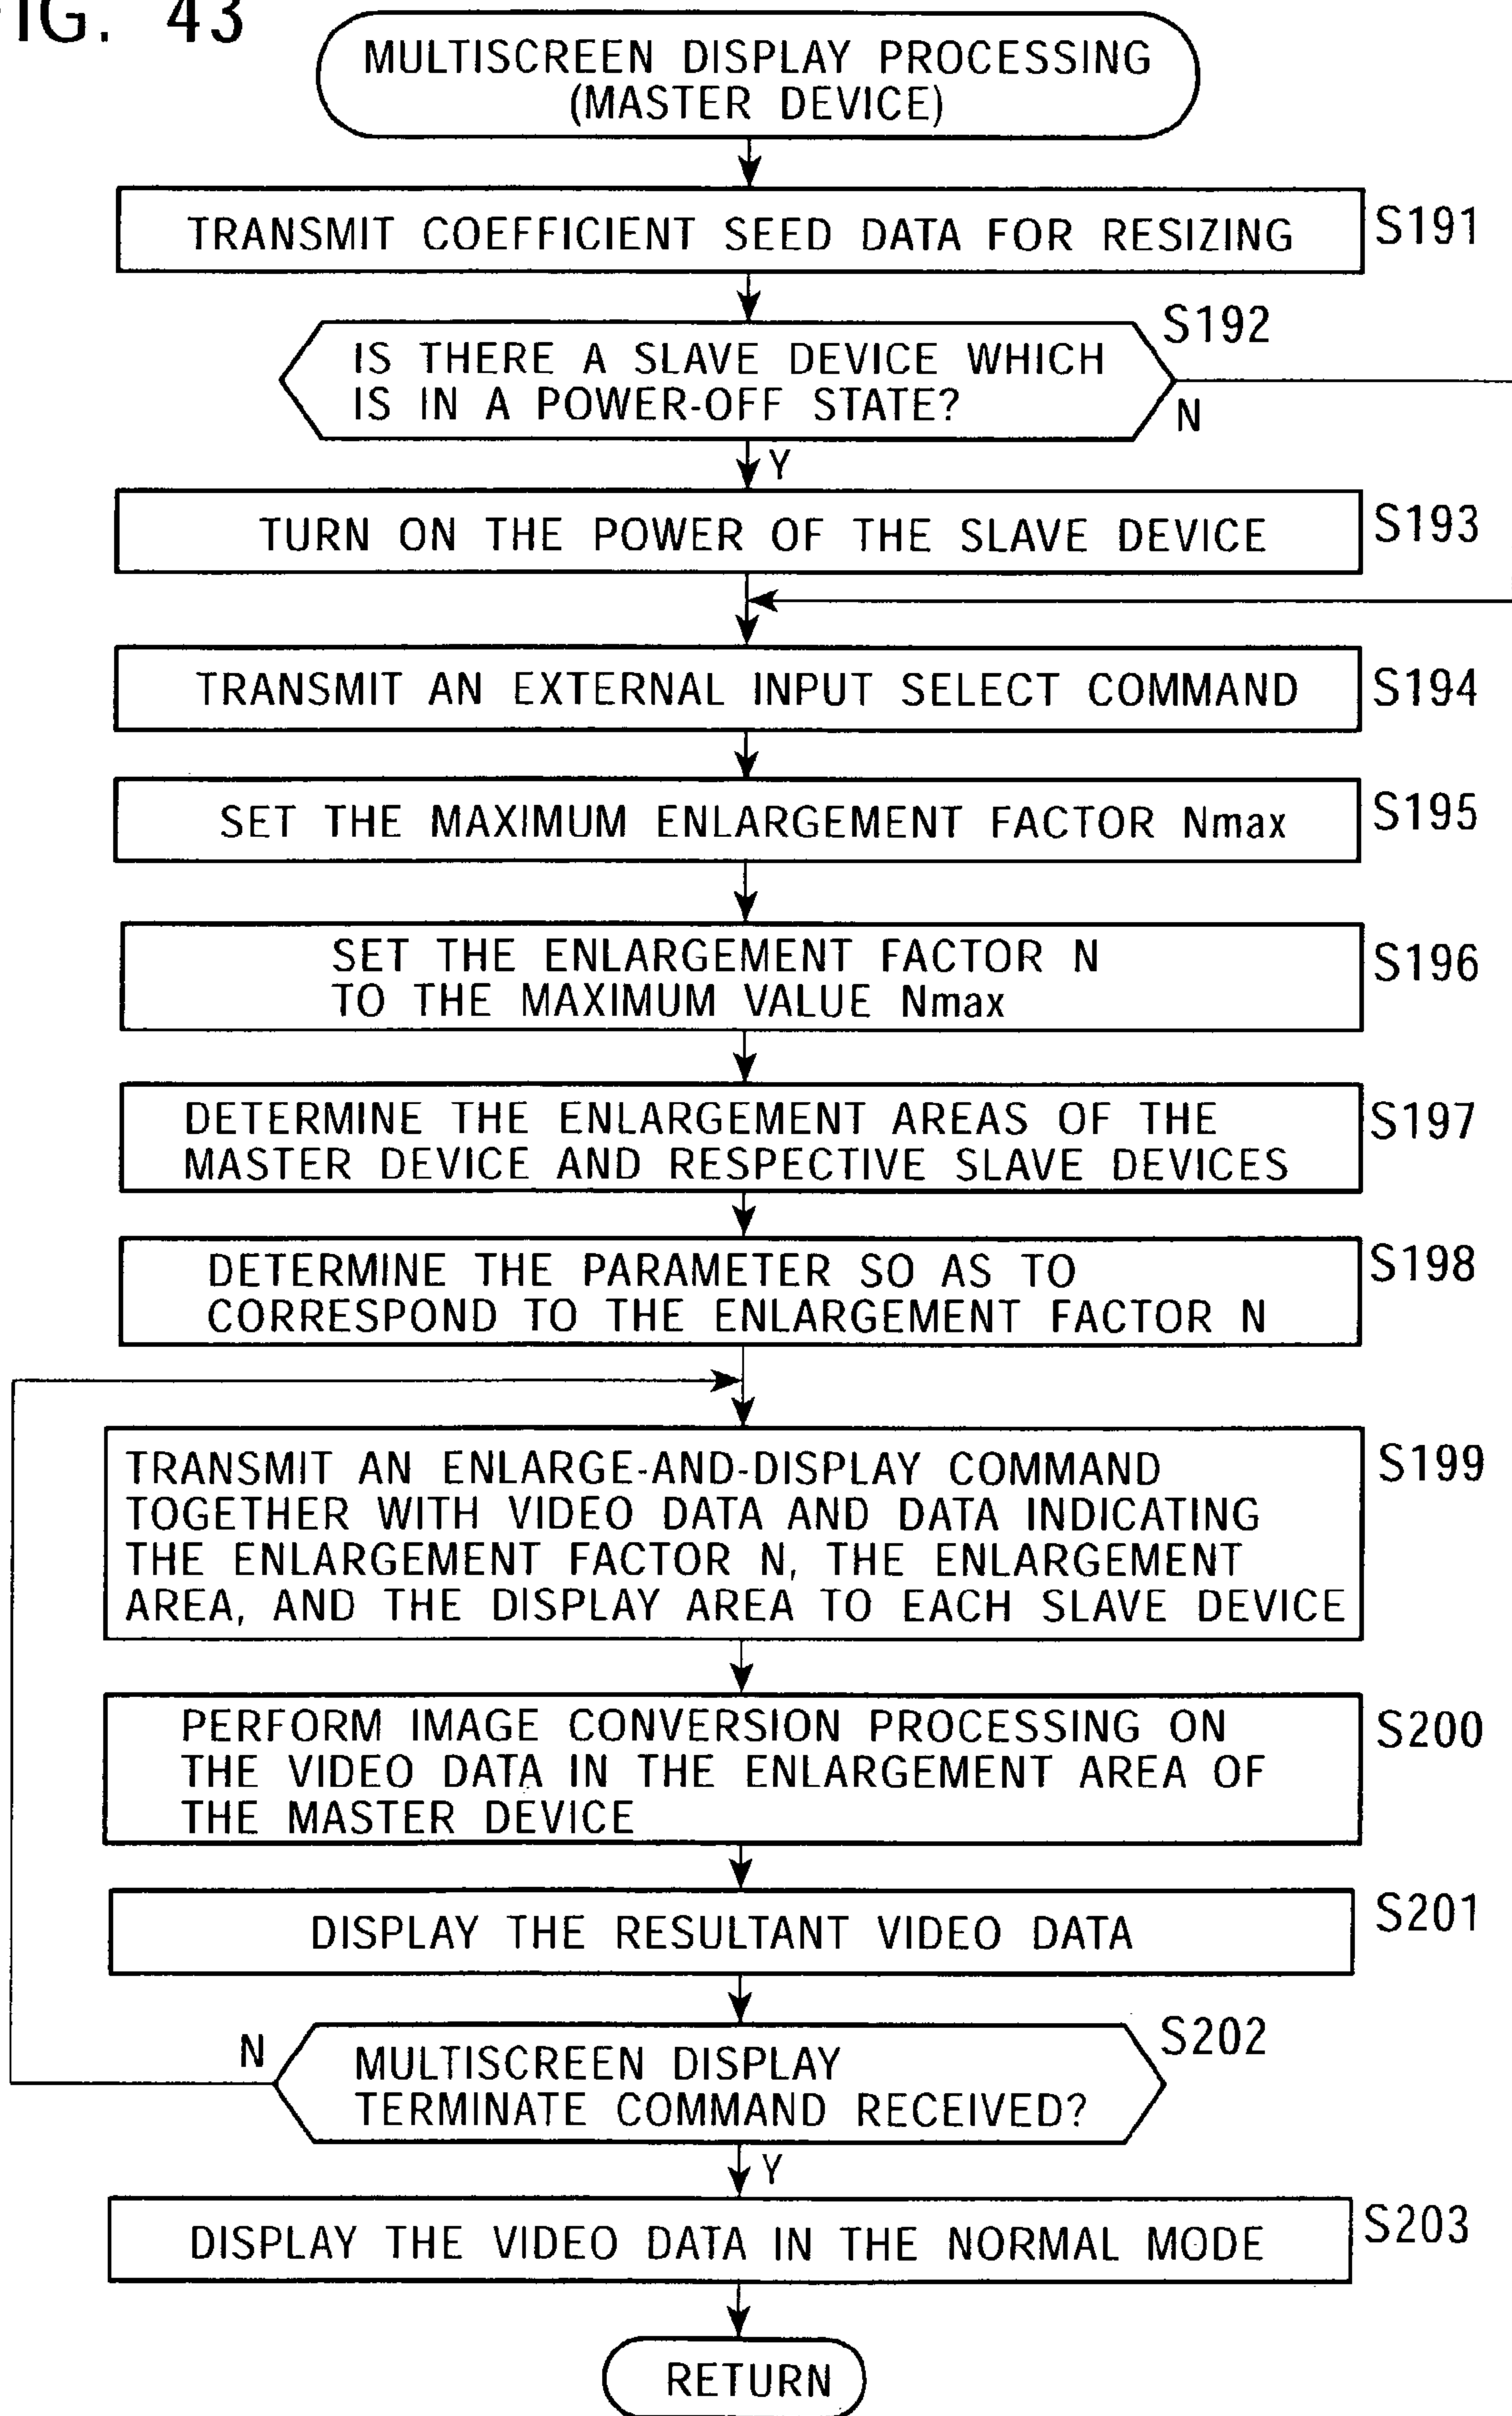 FIG. 43
MULTISCREEN DISPLAY PROCESSING
(MASTER DEVICE)
TRANSMIT COEFFICIENT SEED DATA FOR RESIZING
S191
S192
IS THERE A SLAVE DEVICE WHICH
IS IN A POWER-OFF STATE?
N
Y
TURN ON THE POWER OF THE SLAVE DEVICE
S193
TRANSMIT AN EXTERNAL INPUT SELECT COMMAND
S194
SET THE MAXIMUM ENLARGEMENT FACTOR Nmax
S195
SET THE ENLARGEMENT FACTOR N
TO THE MAXIMUM VALUE Nmax
S196
DETERMINE THE ENLARGEMENT AREAS OF THE
MASTER DEVICE AND RESPECTIVE SLAVE DEVICES
S197
DETERMINE THE PARAMETER SO AS TO
CORRESPOND TO THE ENLARGEMENT FACTOR N
S198
TRANSMIT AN ENLARGE-AND-DISPLAY COMMAND
TOGETHER WITH VIDEO DATA AND DATA INDICATING
THE ENLARGEMENT FACTOR N, THE ENLARGEMENT
AREA, AND THE DISPLAY AREA TO EACH SLAVE DEVICE
S199
PERFORM IMAGE CONVERSION PROCESSING ON
THE VIDEO DATA IN THE ENLARGEMENT AREA OF
THE MASTER DEVICE
S200
DISPLAY THE RESULTANT VIDEO DATA
S201
S202
N
MULTISCREEN DISPLAY
TERMINATE COMMAND RECEIVED?
Y
DISPLAY THE VIDEO DATA IN THE NORMAL MODE
S203
RETURN